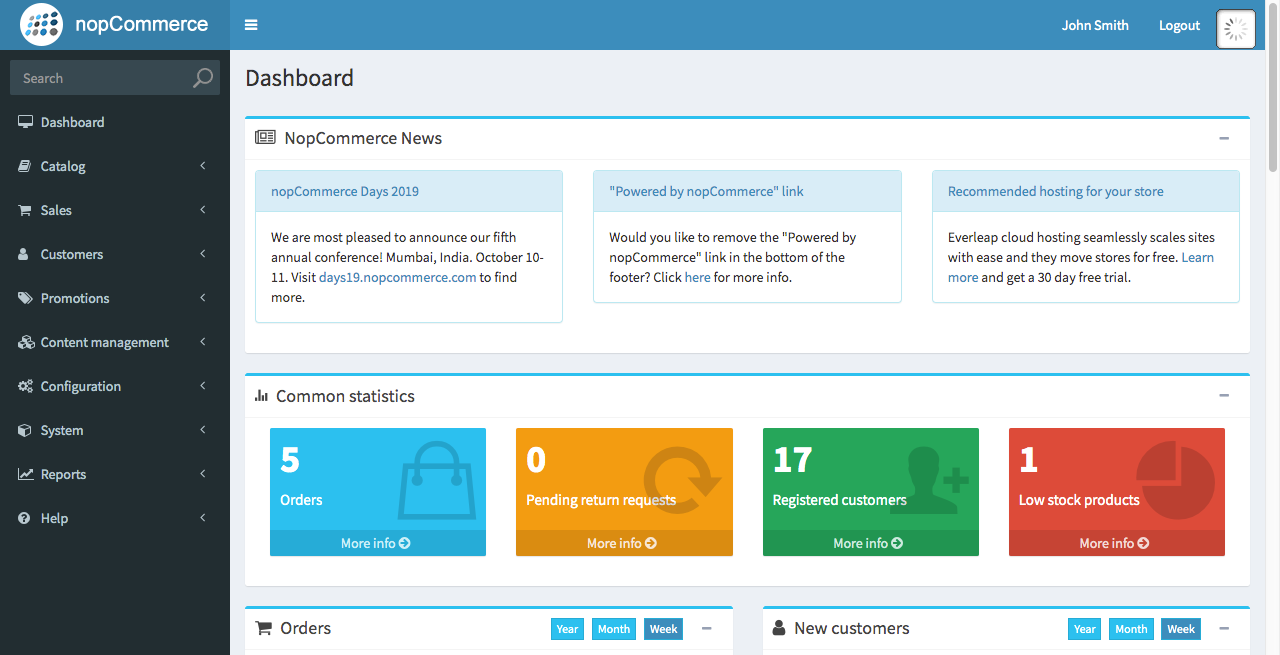 nopCommerce
John Smith
Logout
Search
Dashboard
Catalog
Sales
Customers
Promotions
Content management
Configuration
System
Reports
Help
Dashboard
NopCommerce News
nopCommerce Days 2019
We are most pleased to announce our fifth
annual conference! Mumbai, India. October 10-
11. Visit days19.nopcommerce.com to find
more.
"Powered by nopCommerce" link
Would you like to remove the "Powered by
nopCommerce" link in the bottom of the
footer? Click here for more info.
Recommended hosting for your store
Everleap cloud hosting seamlessly scales sites
with ease and they move stores for free. Learn
more and get a 30 day free trial.
Common statistics
5
Orders
More info
0
Pending return requests
More info
17
Registered customers
More info
1
Low stock products
More info
Orders
Year
Month
Week
New customers
Year
Month
Week